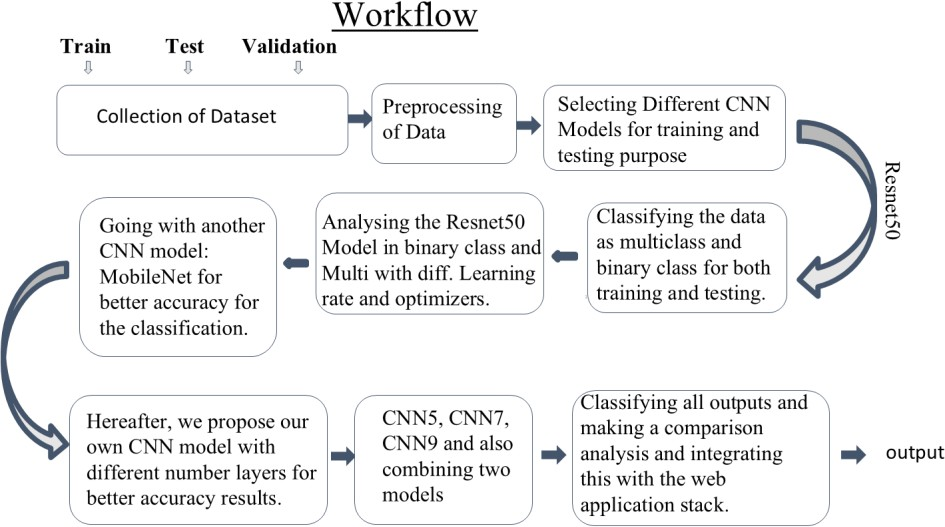 Workflow
Train Test Validation
Collection of Dataset
Preprocessing
of Data
Selecting Different CNN
Models for training and
testing purpose
Resnet50
Classifying the data
as multiclass and
binary class for both
training and testing.
Analysing the Resnet50
Model in binary class and
Multi with diff. Learning
rate and optimizers.
Going with another
CNN model:
MobileNet for
better accuracy for
the classification.
Hereafter, we propose our
own CNN model with
different number layers for
better accuracy results.
CNN5, CNN7,
CNN9 and also
combining two
models
Classifying all outputs and
making a comparison
analysis and integrating
this with the web
application stack.
output